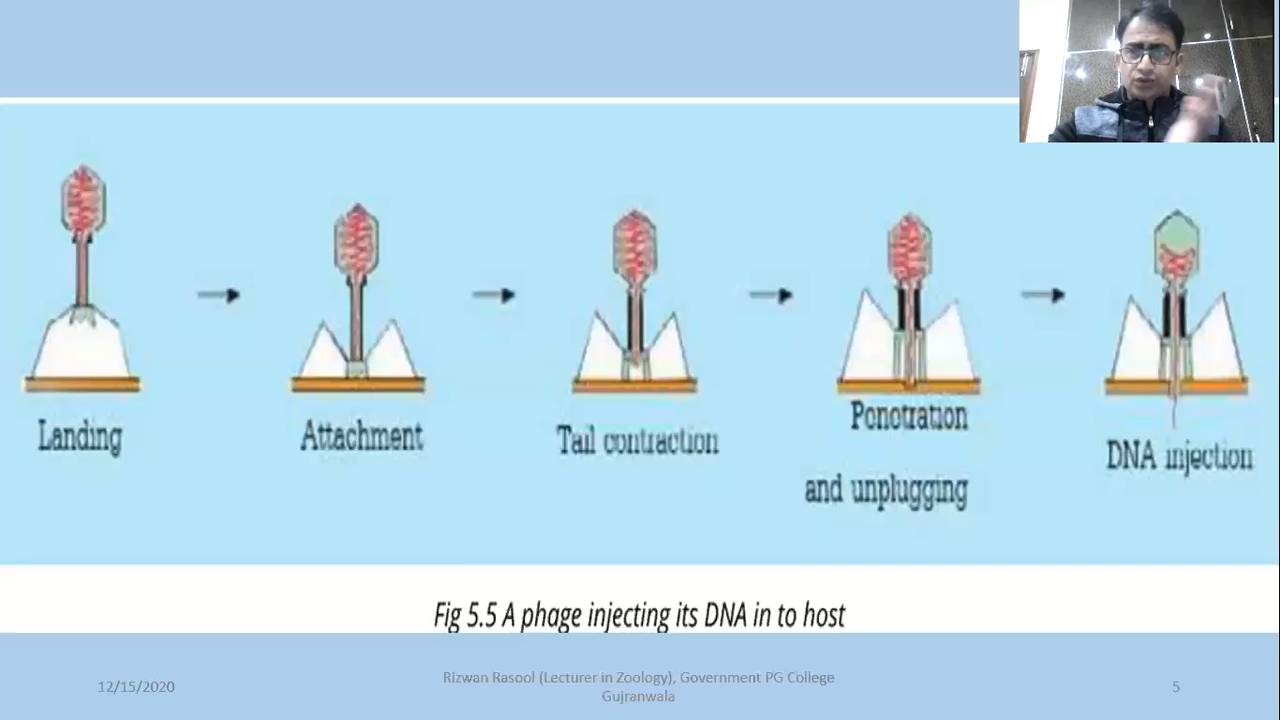 Landing
Attachment
Tail contraction
Penetration
and unplugging
DNA injection
Fig 5.5 A phage injecting its DNA in to host
12/15/2020
Rizwan Rasool (Lecturer in Zoology), Government PG College
Gujranwala
5